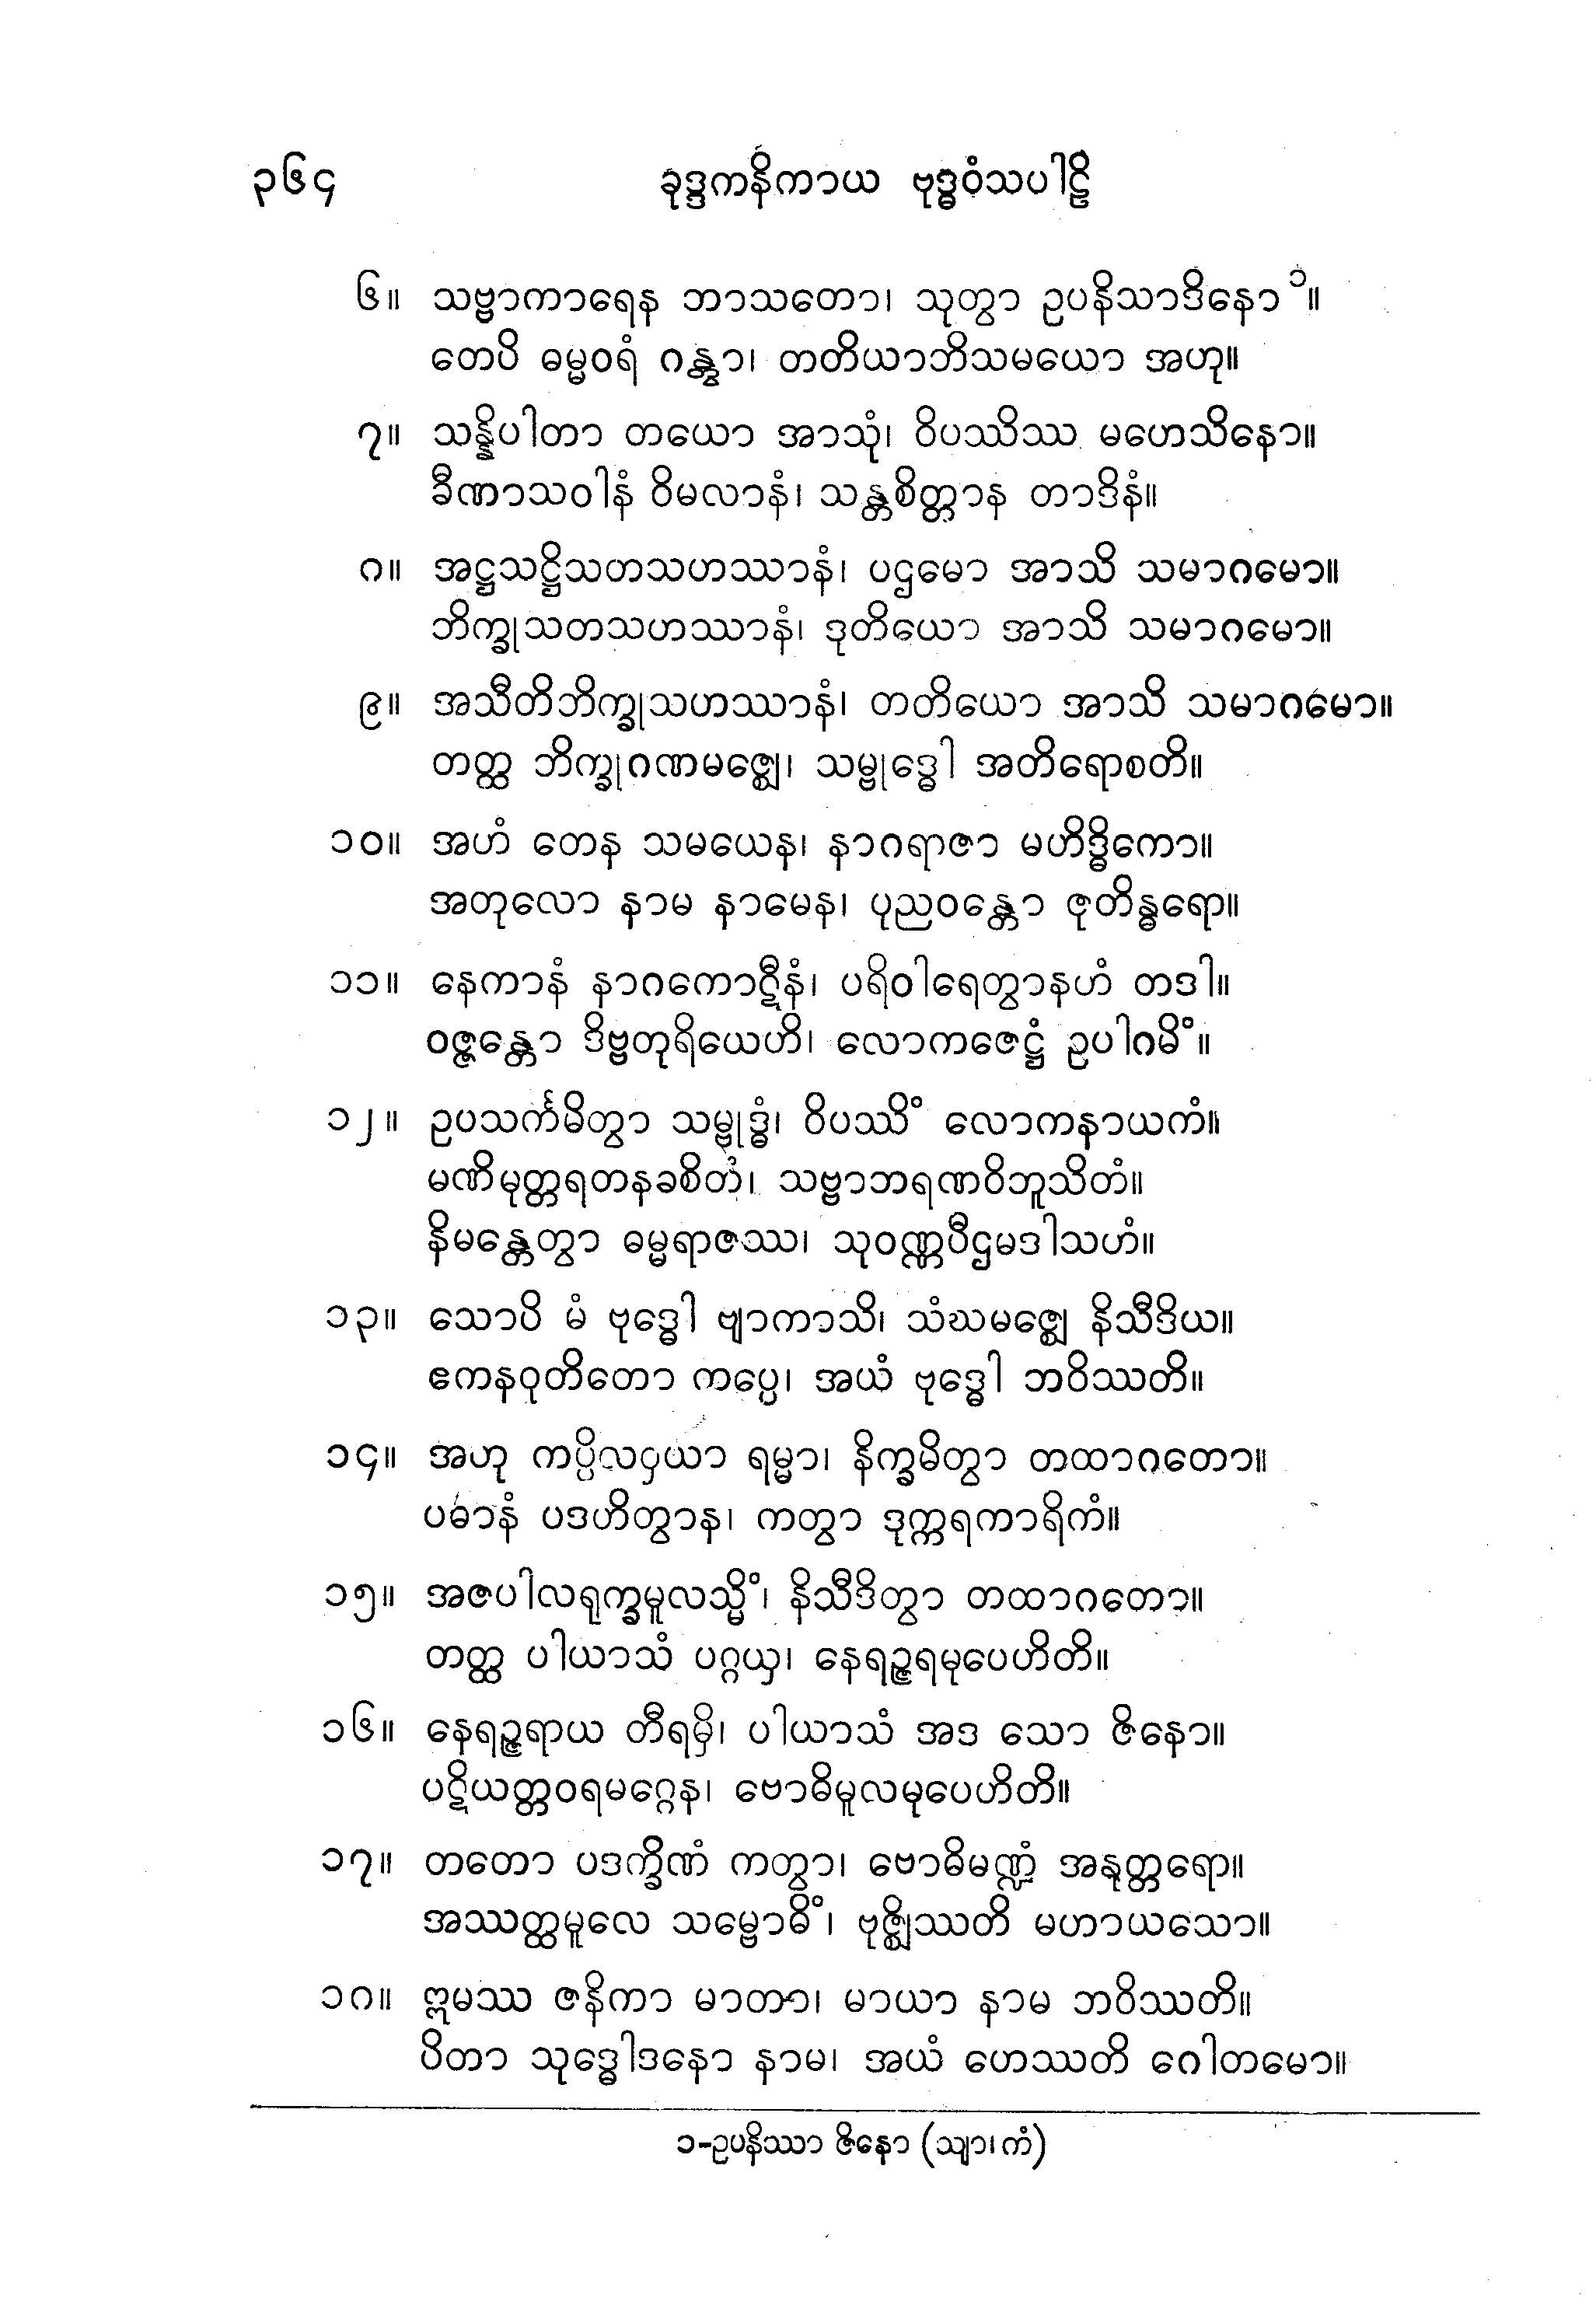 ၃၆၄ ခုဒ္ဒကနိကာယ ဗုဒ္ဓဝံသပါဠိ
၆။ သဗ္ဗာကာရေန ဘာသတော၊ သုတွာ ဥပနိသာဒိနော ၁။
တေပိ ဓမ္မဝရံ ဂန္တွာ၊ တတိယာဘိသမယော အဟု။
၇။ သန္နိပါတာ တယော အာသုံ၊ ဝိပဿိဿ မဟေသိနော။
ခီဏာသဝါနံ ဝိမလာနံ၊ သန္တစိတ္တာန တာဒိနံ။
၈။ အဋ္ဌသဋ္ဌိသတသဟဿာနံ၊ ပဌမော အာသိ သမာဂမော။
ဘိက္ခုသတသဟဿာနံ၊ ဒုတိယော အာသိ သမာဂမော။
၉။ အသီတိဘိက္ခုသဟဿာနံ၊ တတိယော အာသိ သမာဂမော။
တတ္ထ ဘိက္ခုဂဏမဇ္ဈေ၊ သမ္ဗုဒ္ဓေါ အတိရောစတိ။
၁၀။ အဟံ တေန သမယေန၊ နာဂရာဇာ မဟိဒ္ဓိကော။
အတုလော နာမ နာမေန၊ ပုညဝန္တော ဇုတိန္ဓရော။
၁၁။ နေကာနံ နာဂကောဋီနံ၊ ပရိဝါရေတွာနဟံ တဒါ။
ဝဇ္ဇန္တော ဒိဗ္ဗတုရိယေဟိ၊ လောကဇေဋ္ဌံ ဥပါဂမိံ။
၁၂။ ဥပသင်္ကမိတွာ သမ္ဗုဒ္ဓံ၊ ဝိပဿိံ လောကနာယကံ။
မဏိမုတ္တရတနခစိတံ၊ သဗ္ဗာဘရဏဝိဘူသိတံ။
နိမန္တေတွာ ဓမ္မရာဇဿ၊ သုဝဏ္ဏပီဌမဒါသဟံ။
၁၃။ သောပိ မံ ဗုဒ္ဓေါ ဗျာကာသိ၊ သံဃမဇ္ဈေ နိသီဒိယ။
ဧကနဝုတိတော ကပ္ပေ၊ အယံ ဗုဒ္ဓေါ ဘဝိဿတိ။
၁၄။ အဟု ကပ္ပိလဝှယာ ရမ္မာ၊ နိက္ခမိတွာ တထာဂတော။
ပဓာနံ ပဒဟိတွာန၊ ကတွာ ဒုက္ကရကာရိကံ။
၁၅။ အဇပါလရုက္ခမူလသ္မိံ၊ နိသီဒိတွာ တထာဂတော။
တတ္ထ ပါယာသံ ပဂ္ဂယှ၊ နေရဉ္ဇရမုပေဟိတိ။
၁၆။ နေရဉ္ဇရာယ တီရမှိ၊ ပါယာသံ အဒ သော ဇိနော။
ပဋိယတ္တဝရမဂ္ဂေန၊ ဗောဓိမူလမုပေဟိတိ။
၁၇။ တတော ပဒက္ခိဏံ ကတွာ၊ ဗောဓိမဏ္ဍံ အနုတ္တရော။
အဿတ္ထမူလေ သမ္ဗောဓိံ၊ ဗုဇ္ဈိဿတိ မဟာယသော။
၁၈။ ဣမဿ ဇနိကာ မာတာ၊ မာယာ နာမ ဘဝိဿတိ။
ပိတာ သုဒ္ဓေါဒနော နာမ၊ အယံ ဟေဿတိ ဂေါတမော။
၁-ဥပနိဿာ ဇိနော (သျာ၊ကံ)